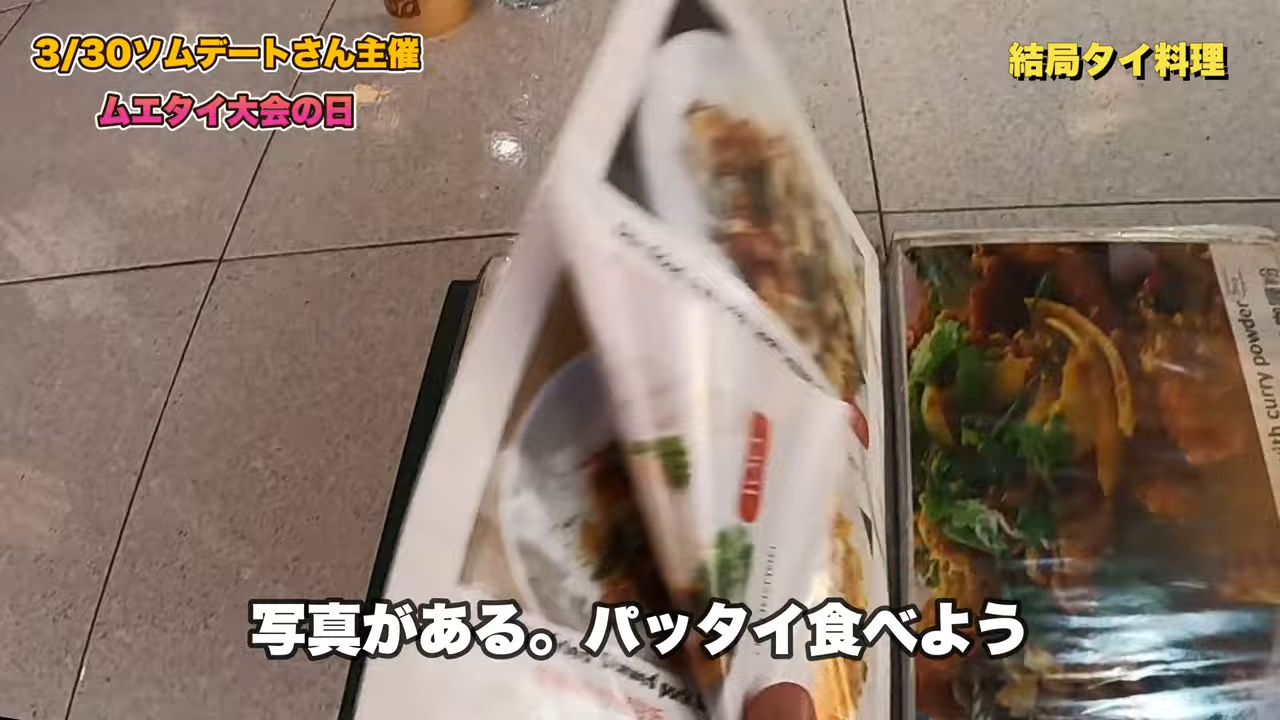 3/30ソムデートさん主催
ムエタイ大会の日
結局タイ料理
with curry powder
写真がある。パッタイ食べよう